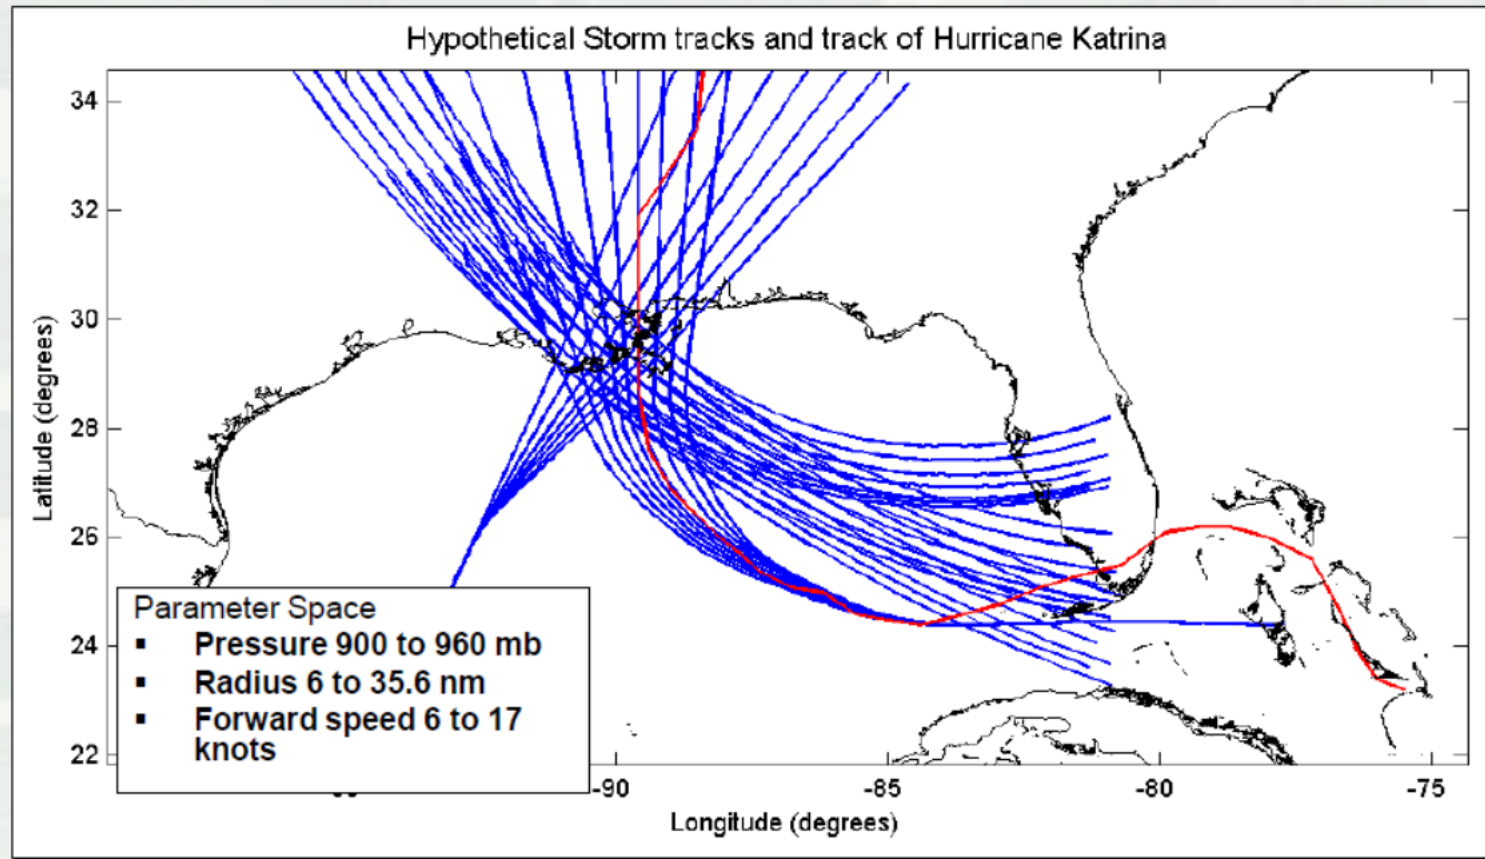 Hypothetical Storm tracks and track of Hurricane Katrina
34
32
30
28
26
24
22
Latitude (degrees)
Parameter Space
▪ Pressure 900 to 960 mb
▪ Radius 6 to 35.6 nm
▪ Forward speed 6 to 17
knots
-90
-85
-80
-75
Longitude (degrees)